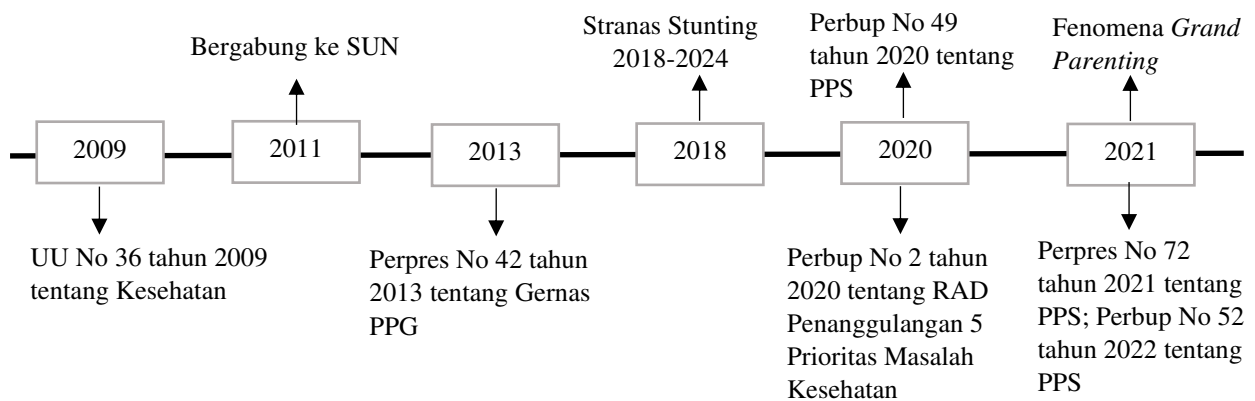 Bergabung ke SUN
Stranas Stunting
2018-2024
Perbup No 49
tahun 2020 tentang
PPS
Fenomena Grand
Parenting
2009
2011
2013
2018
2020
2021
UU No 36 tahun 2009
tentang Kesehatan
Perpres No 42 tahun
2013 tentang Gernas
PPG
Perbup No 2 tahun
2020 tentang RAD
Penanggulangan 5
Prioritas Masalah
Kesehatan
Perpres No 72
tahun 2021 tentang
PPS; Perbup No 52
tahun 2022 tentang
PPS